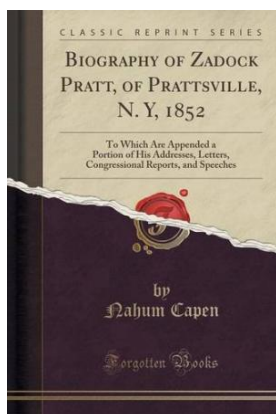 CLASSIC REPRINT SERIES
BIOGRAPHY OF ZADOCK
PRATT, OF PRATTSVILLE,
N. Y, 1852
To Which Are Appended a
Portion of His Addresses, Letters,
Congressional Reports, and Speeches
by
Nahum Capen
Forgotten Books